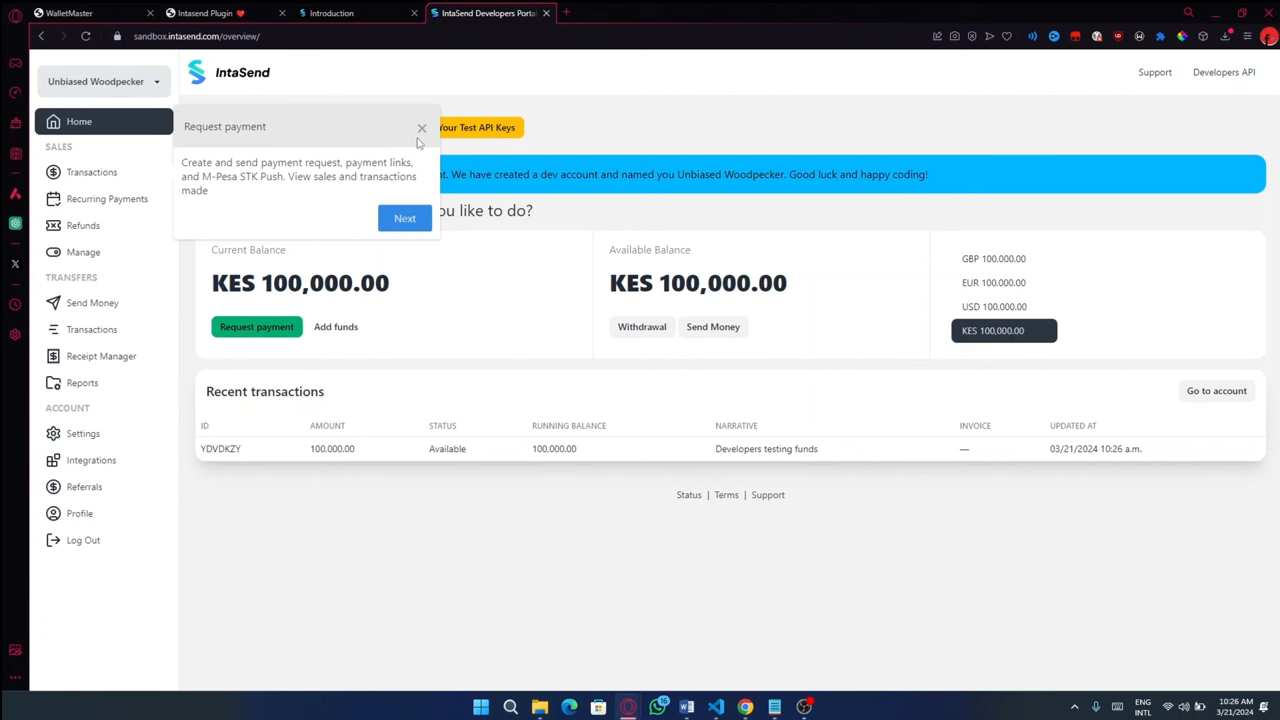 WalletMaster
Intasend Plugin
Introduction
IntaSend Developers Portal
sandbox.intasend.com/overview/
Unbiased Woodpecker
IntaSend
Support
Developers API
Home
Request payment
Your Test API Keys
SALES
Create and send payment request, payment links,
and M-Pesa STK Push. View sales and transactions
made
nt. We have created a dev account and named you Unbiased Woodpecker. Good luck and happy coding!
Transactions
Recurring Payments
Next
ou like to do?
Refunds
Manage
TRANSFERS
Send Money
Transactions
Receipt Manager
Reports
ACCOUNT
Settings
Integrations
Referrals
Profile
Log Out
Current Balance
KES 100,000.00
Request payment
Add funds
Available Balance
KES 100,000.00
Withdrawal
Send Money
GBP 100,000.00
EUR 100,000.00
USD 100,000.00
KES 100,000.00
Recent transactions
Go to account
ID AMOUNT STATUS RUNNING BALANCE NARRATIVE INVOICE UPDATED AT
YDVDKZY 100,000.00 Available 100,000.00 Developers testing funds — 03/21/2024 10:26 a.m.
Status | Terms | Support
ENG
INTL
10:26 AM
3/21/2024